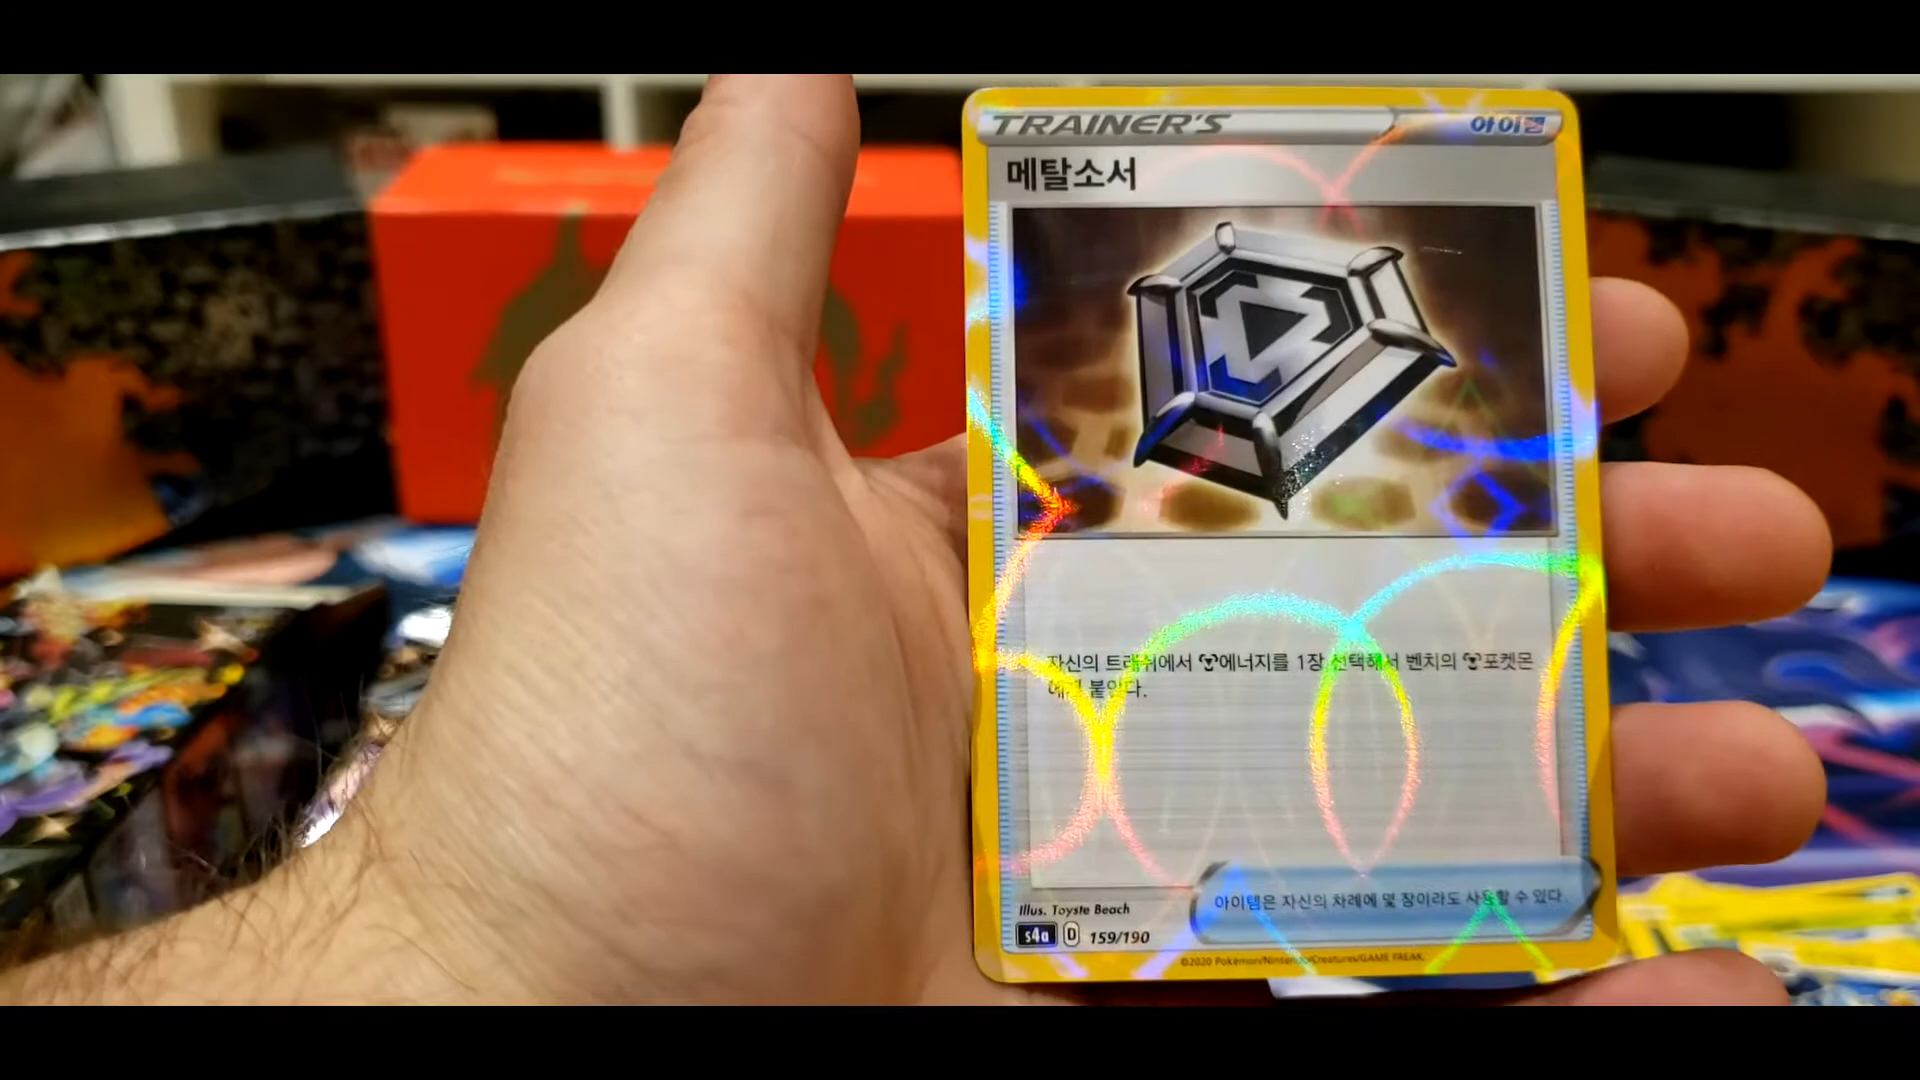 TRAINER'S 아이템
메탈소서
자신의 트래쉬에서 에너지를 1장 선택해서 벤치의 포켓몬
에게 붙인다.
아이템은 자신의 차례에 몇 장이라도 사용할 수 있다.
Illus. Toyste Beach
s4a D 159/190
©2020 Pokémon/Nintendo/Creatures/GAME FREAK.